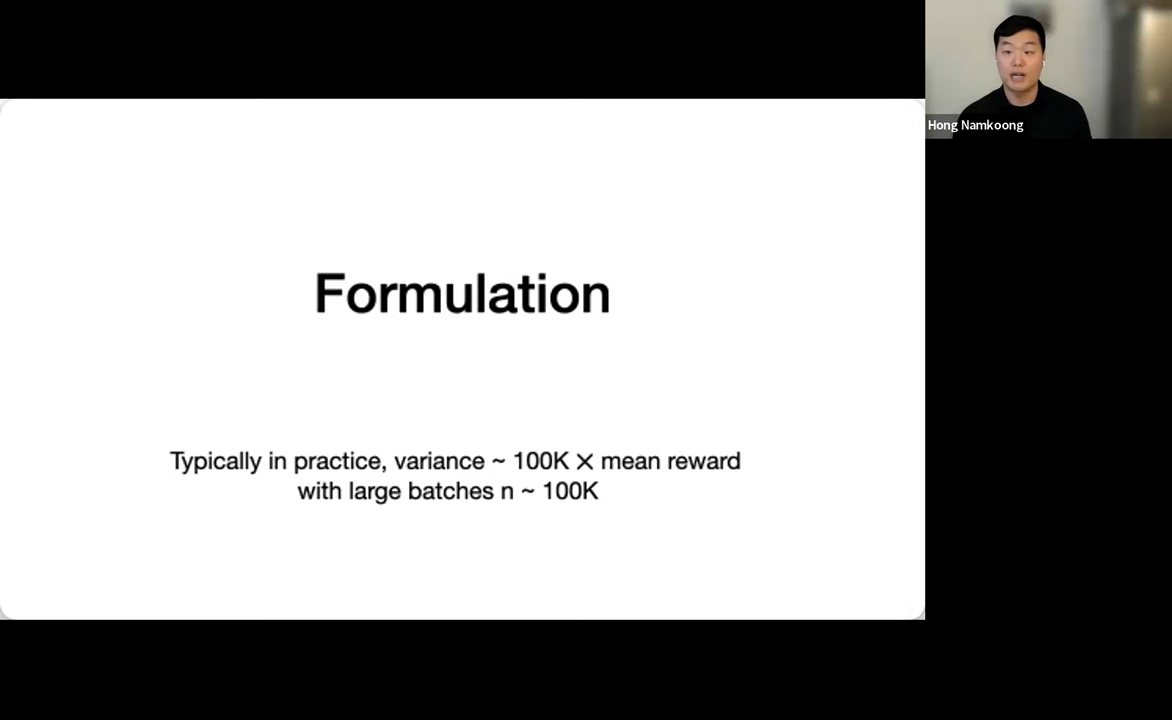 Hong Namkoong
Formulation
Typically in practice, variance ~ 100K × mean reward
with large batches n ~ 100K